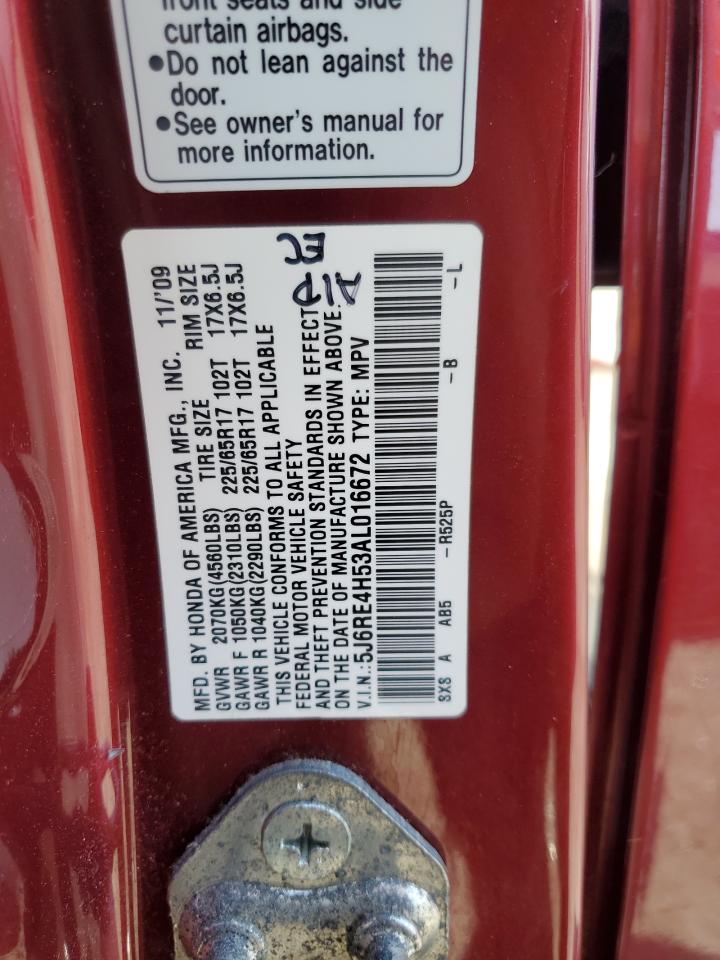 front seats and side
curtain airbags.
•Do not lean against the
door.
•See owner's manual for
more information.
MFD. BY HONDA OF AMERICA MFG., INC. 11/'09
GVWR 2070KG(4560LBS) TIRE SIZE RIM SIZE
GAWR F 1050KG(2310LBS) 225/65R17 102T 17X6.5J
GAWR R 1040KG(2290LBS) 225/65R17 102T 17X6.5J
THIS VEHICLE CONFORMS TO ALL APPLICABLE
FEDERAL MOTOR VEHICLE SAFETY
AND THEFT PREVENTION STANDARDS IN EFFECT
ON THE DATE OF MANUFACTURE SHOWN ABOVE.
V.I.N.:5J6RE4H53AL016672 TYPE: MPV
SXS A AB5 -R525P -B -L